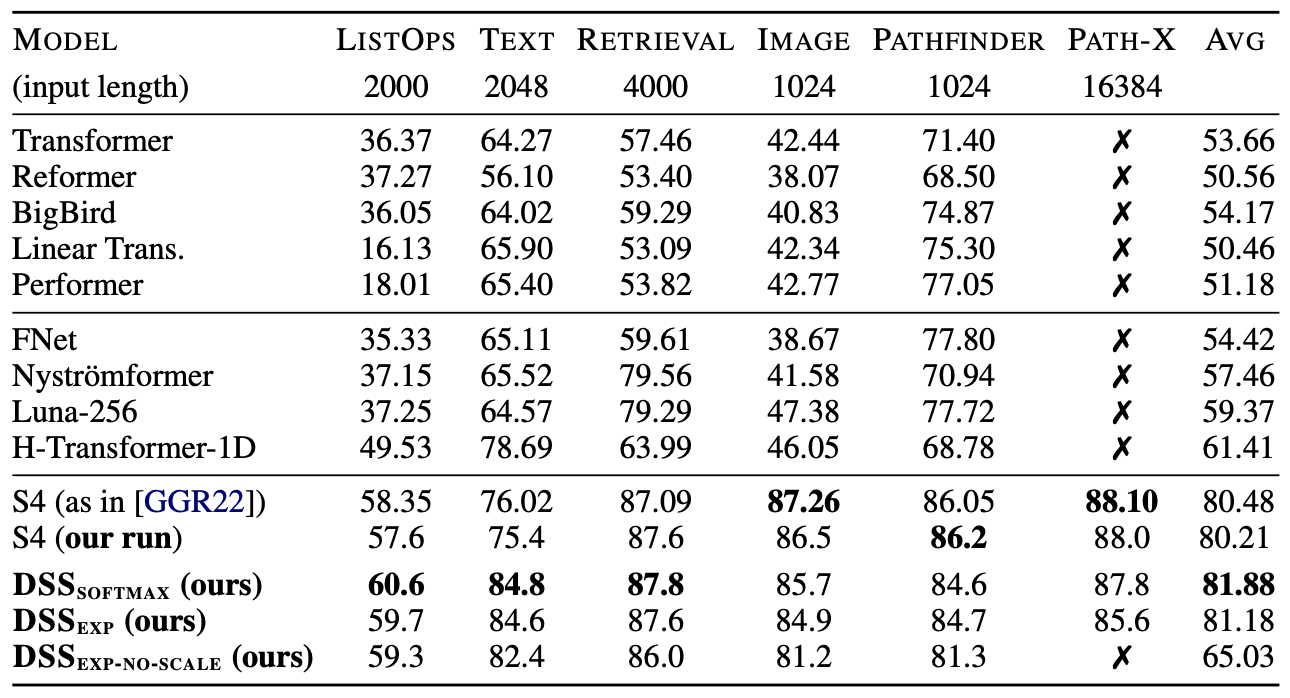 MODEL LISTOPS TEXT RETRIEVAL IMAGE PATHFINDER PATH-X AVG
(input length) 2000 2048 4000 1024 1024 16384
Transformer 36.37 64.27 57.46 42.44 71.40 ✗ 53.66
Reformer 37.27 56.10 53.40 38.07 68.50 ✗ 50.56
BigBird 36.05 64.02 59.29 40.83 74.87 ✗ 54.17
Linear Trans. 16.13 65.90 53.09 42.34 75.30 ✗ 50.46
Performer 18.01 65.40 53.82 42.77 77.05 ✗ 51.18
FNet 35.33 65.11 59.61 38.67 77.80 ✗ 54.42
Nyströmformer 37.15 65.52 79.56 41.58 70.94 ✗ 57.46
Luna-256 37.25 64.57 79.29 47.38 77.72 ✗ 59.37
H-Transformer-1D 49.53 78.69 63.99 46.05 68.78 ✗ 61.41
S4 (as in [GGR22]) 58.35 76.02 87.09 87.26 86.05 88.10 80.48
S4 (our run) 57.6 75.4 87.6 86.5 86.2 88.0 80.21
DSSSOFTMAX (ours) 60.6 84.8 87.8 85.7 84.6 87.8 81.88
DSSEXP (ours) 59.7 84.6 87.6 84.9 84.7 85.6 81.18
DSSEXP-NO-SCALE (ours) 59.3 82.4 86.0 81.2 81.3 ✗ 65.03